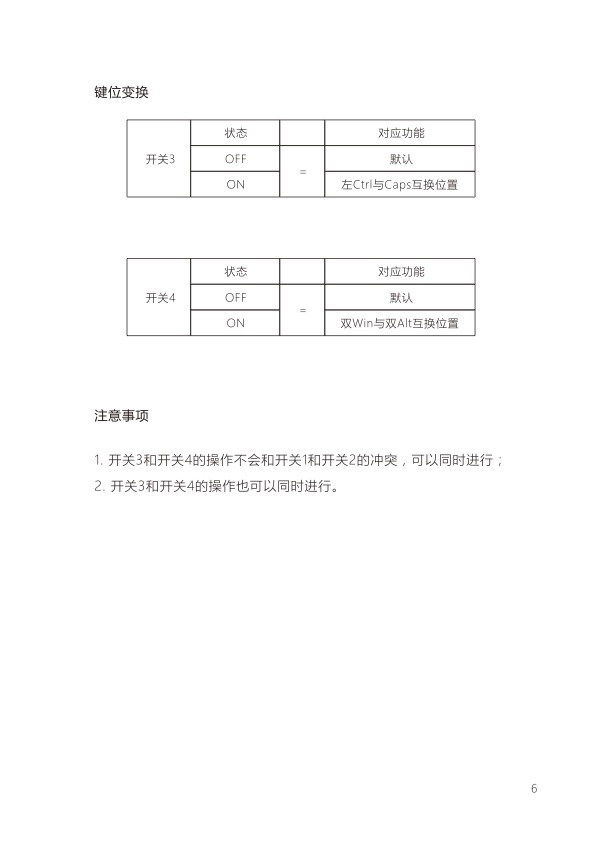 键位变换
状态 对应功能
开关3 OFF = 默认
ON 左Ctrl与Caps互换位置
状态 对应功能
开关4 OFF = 默认
ON 双Win与双Alt互换位置
注意事项
1. 开关3和开关4的操作不会和开关1和开关2的冲突，可以同时进行；
2. 开关3和开关4的操作也可以同时进行。
6